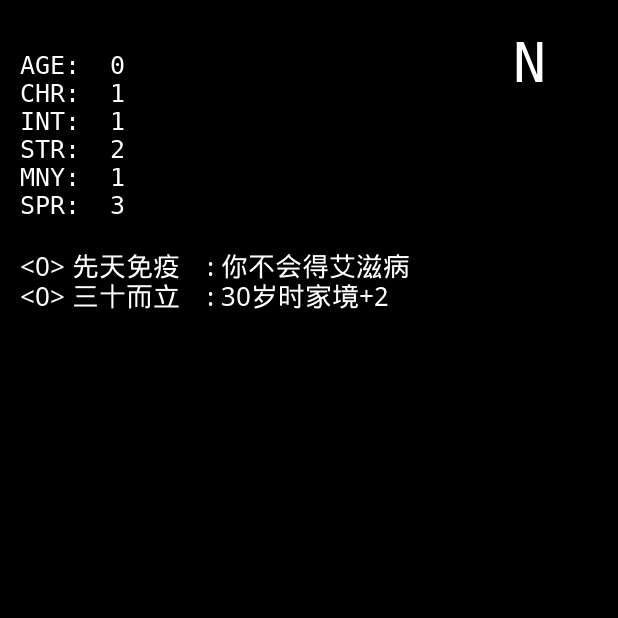 N
AGE: 0
CHR: 1
INT: 1
STR: 2
MNY: 1
SPR: 3
<0> 先天免疫 :你不会得艾滋病
<0> 三十而立 :30岁时家境+2